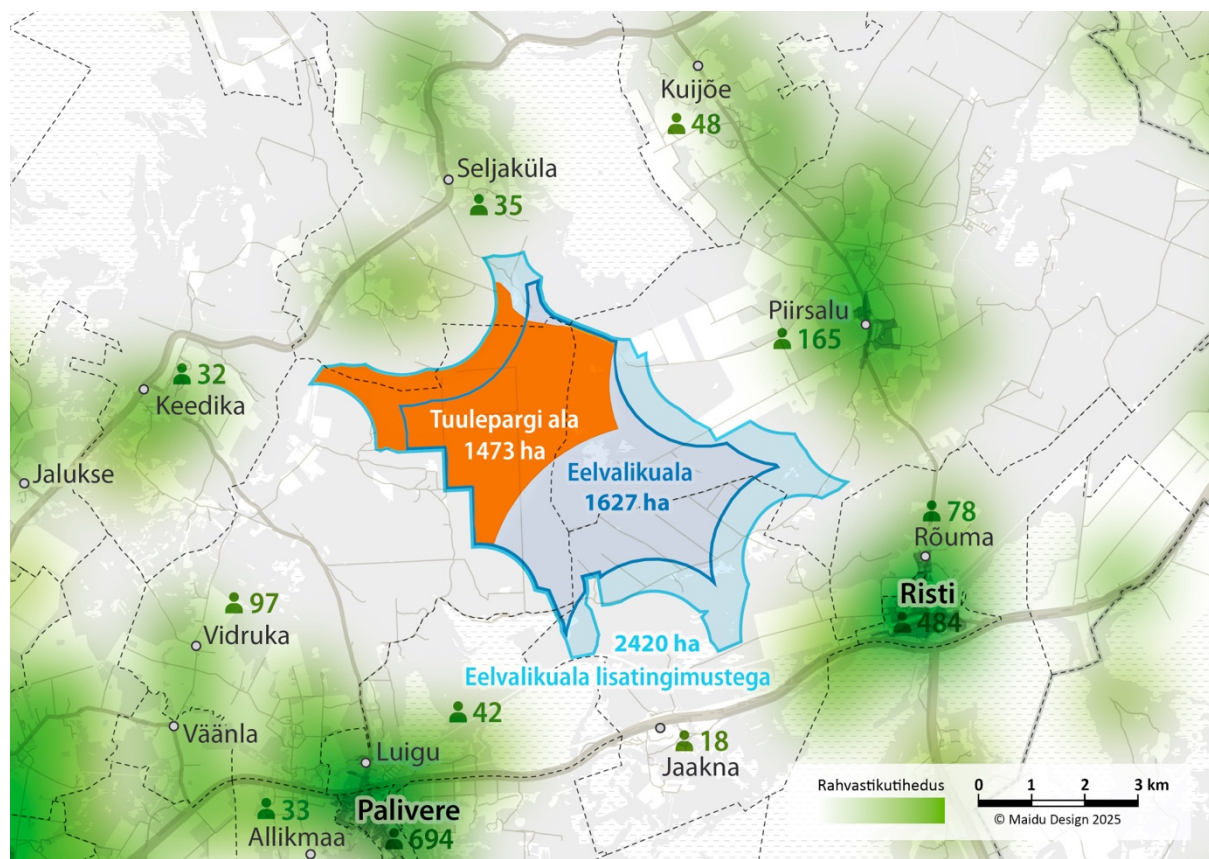 Kuijõe
48
Seljaküla
35
Piirsalu
165
32
Keedika
Tuulepargi ala
1473 ha
Jalukse
Eelvalikuala
1627 ha
78
Rõuma
Risti
484
97
Vidruka
2420 ha
Eelvalikuala lisatingimustega
42
Väänla
18
Jaakna
Luigu
33
Allikmaa
Palivere
694
Rahvastikutihedus
0 1 2 3 km
© Maidu Design 2025